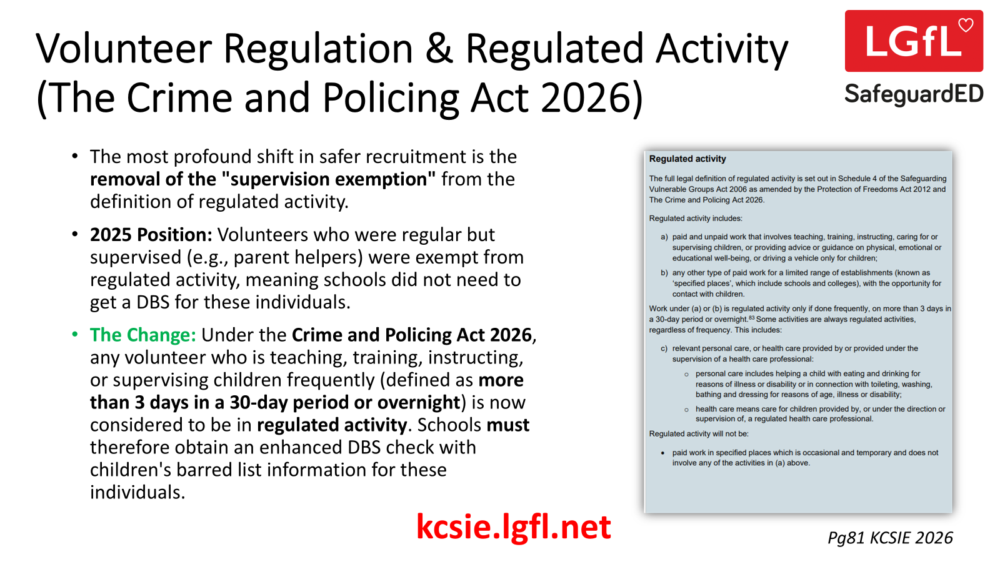 Volunteer Regulation & Regulated Activity
(The Crime and Policing Act 2026)
LGfL
SafeguardED
• The most profound shift in safer recruitment is the
removal of the "supervision exemption" from the
definition of regulated activity.
• 2025 Position: Volunteers who were regular but
supervised (e.g., parent helpers) were exempt from
regulated activity, meaning schools did not need to
get a DBS for these individuals.
• The Change: Under the Crime and Policing Act 2026,
any volunteer who is teaching, training, instructing,
or supervising children frequently (defined as more
than 3 days in a 30-day period or overnight) is now
considered to be in regulated activity. Schools must
therefore obtain an enhanced DBS check with
children's barred list information for these
individuals.
Regulated activity
The full legal definition of regulated activity is set out in Schedule 4 of the Safeguarding
Vulnerable Groups Act 2006 as amended by the Protection of Freedoms Act 2012 and
The Crime and Policing Act 2026.
Regulated activity includes:
a) paid and unpaid work that involves teaching, training, instructing, caring for or
supervising children, or providing advice or guidance on physical, emotional or
educational well-being, or driving a vehicle only for children;
b) any other type of paid work for a limited range of establishments (known as
‘specified places’, which include schools and colleges), with the opportunity for
contact with children.
Work under (a) or (b) is regulated activity only if done frequently, on more than 3 days in
a 30-day period or overnight.83 Some activities are always regulated activities,
regardless of frequency. This includes:
c) relevant personal care, or health care provided by or provided under the
supervision of a health care professional:
o personal care includes helping a child with eating and drinking for
reasons of illness or disability or in connection with toileting, washing,
bathing and dressing for reasons of age, illness or disability;
o health care means care for children provided by, or under the direction or
supervision of, a regulated health care professional.
Regulated activity will not be:
• paid work in specified places which is occasional and temporary and does not
involve any of the activities in (a) above.
kcsie.lgfl.net
Pg81 KCSIE 2026